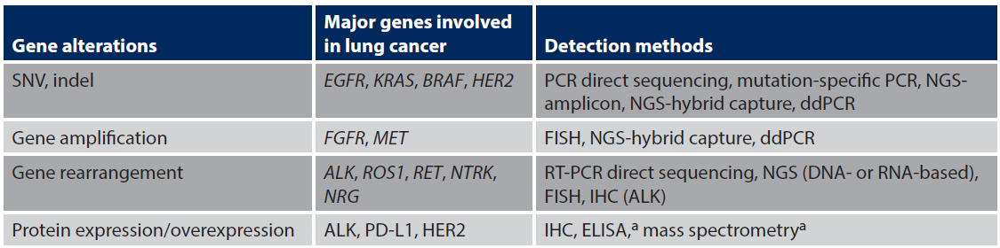 Gene alterations
Major genes involved
in lung cancer
Detection methods
SNV, indel
EGFR, KRAS, BRAF, HER2
PCR direct sequencing, mutation-specific PCR, NGS-
amplicon, NGS-hybrid capture, ddPCR
Gene amplification
FGFR, MET
FISH, NGS-hybrid capture, ddPCR
Gene rearrangement
ALK, ROS1, RET, NTRK,
NRG
RT-PCR direct sequencing, NGS (DNA- or RNA-based),
FISH, IHC (ALK)
Protein expression/overexpression
ALK, PD-L1, HER2
IHC, ELISA,ª mass spectrometryª